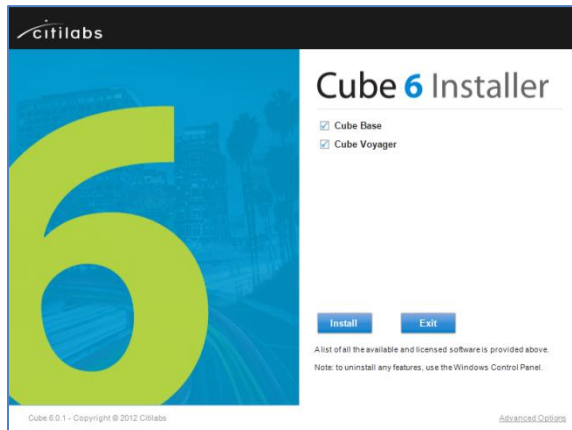 citilabs
6
Cube 6 Installer
Cube Base
Cube Voyager
Install
Exit
A list of all the available and licensed software is provided above.
Note: to uninstall any features, use the Windows Control Panel.
Cube 6.0.1 - Copyright © 2012 Citilabs
Advanced Options